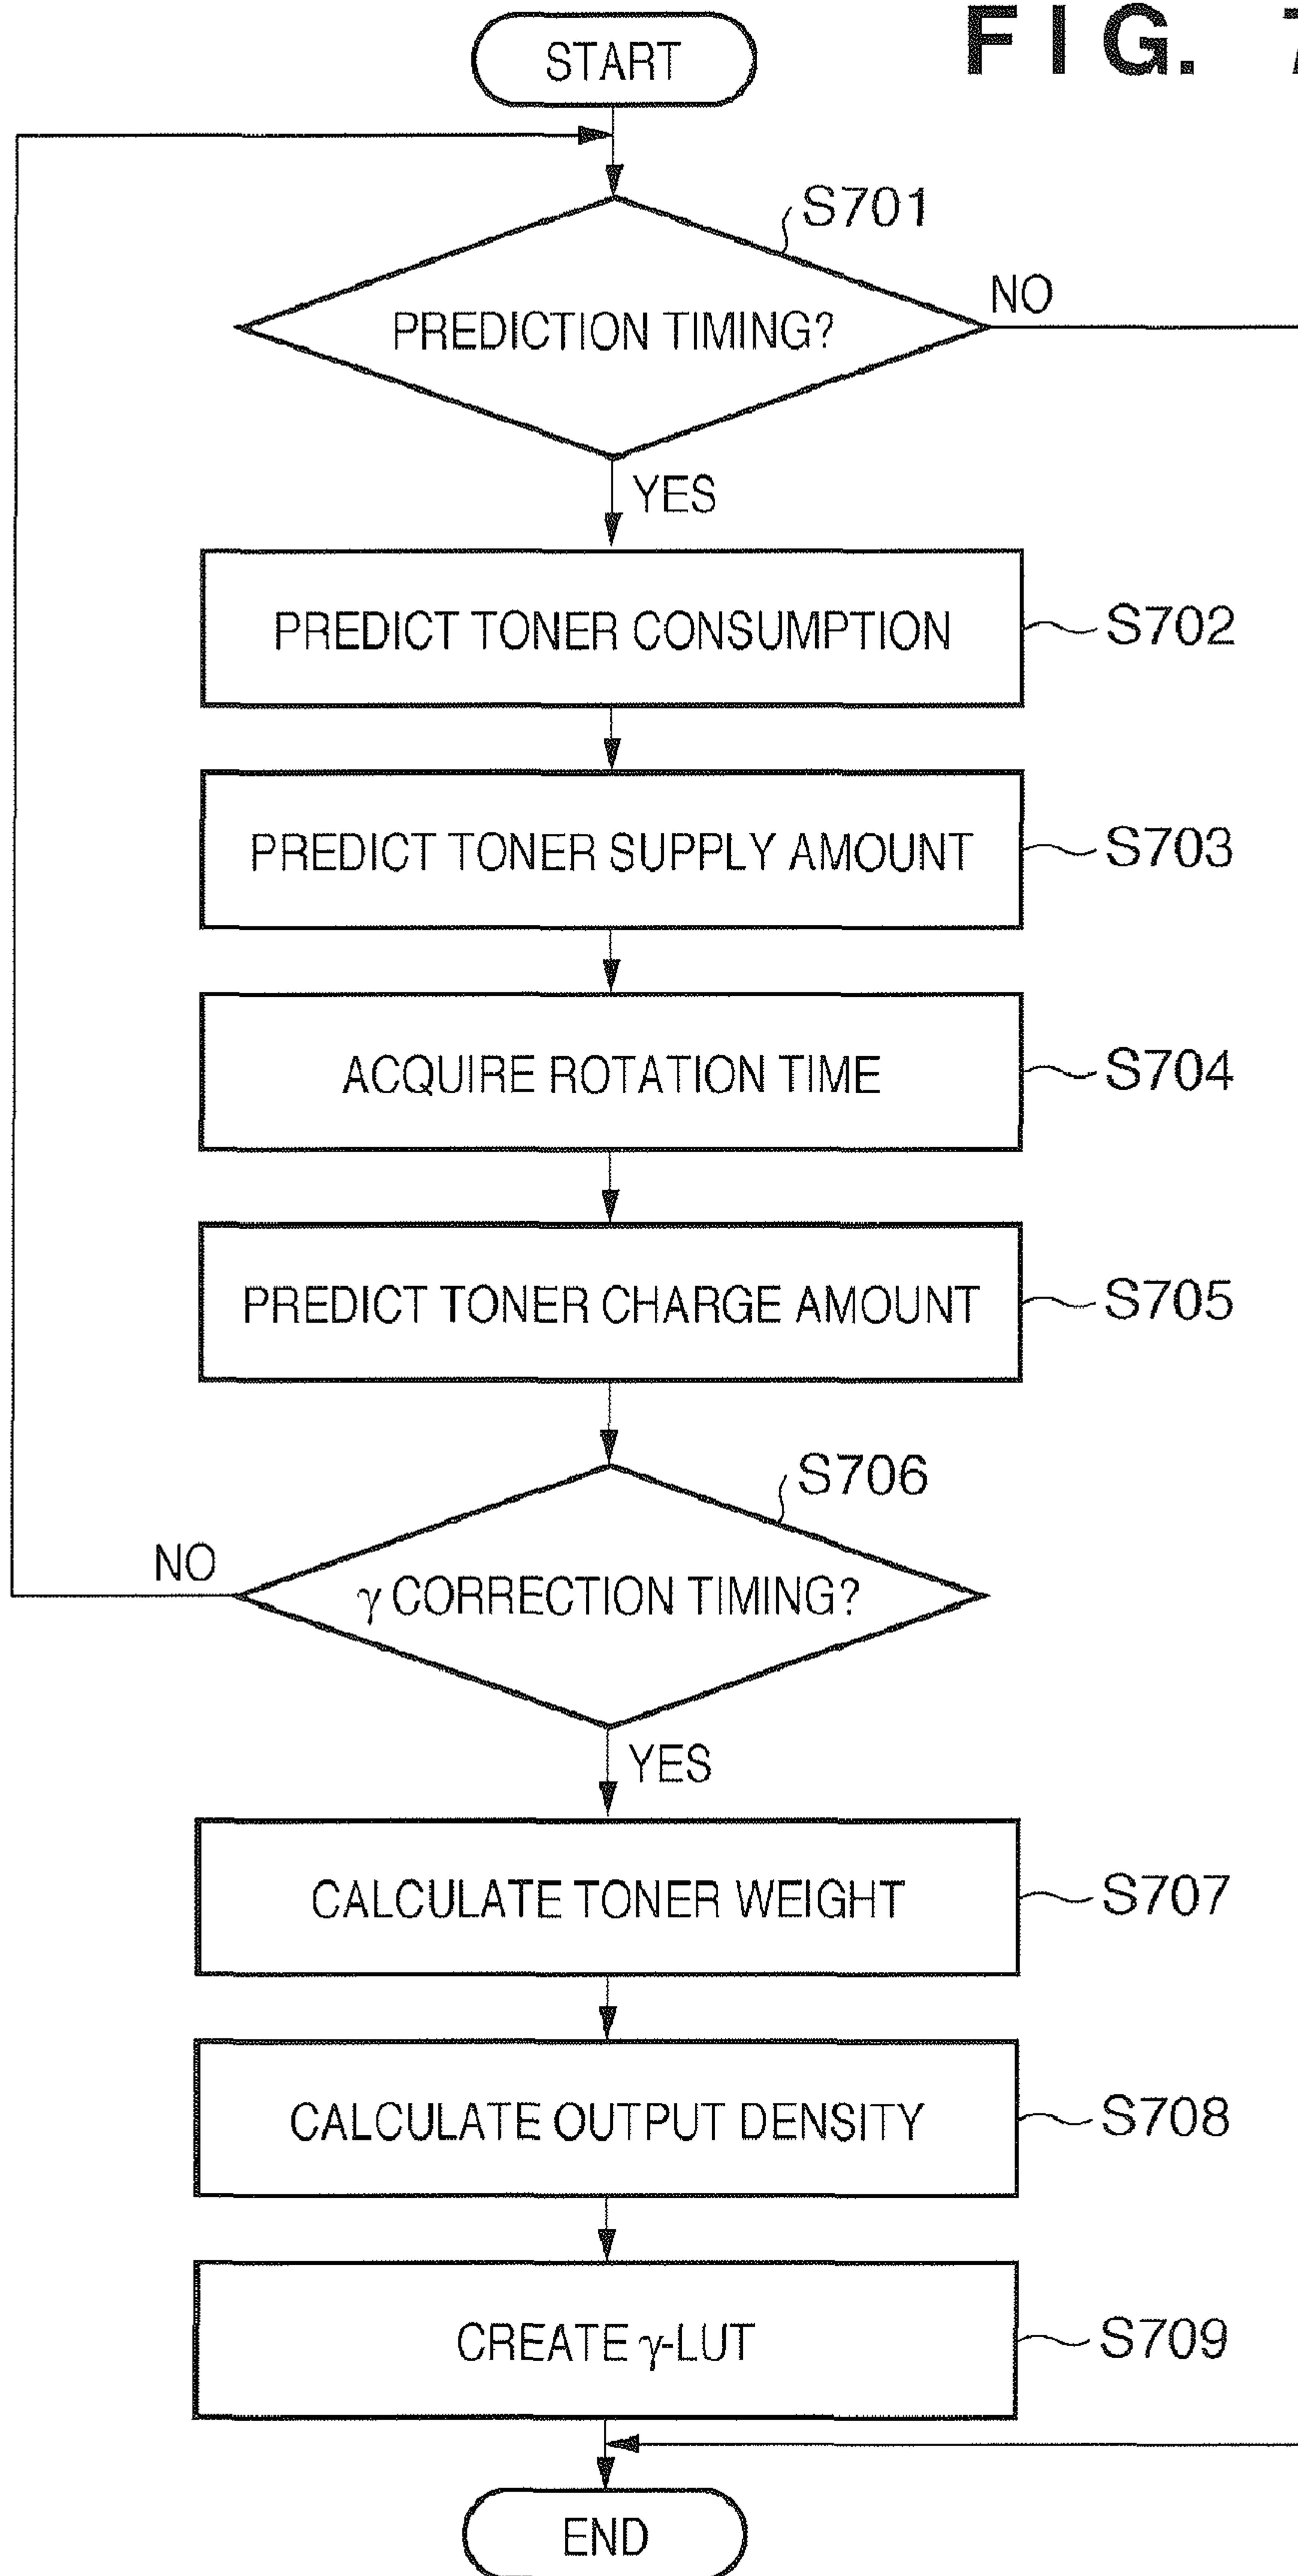 FIG. 7
START
S701
PREDICTION TIMING?
NO
YES
PREDICT TONER CONSUMPTION
S702
PREDICT TONER SUPPLY AMOUNT
S703
ACQUIRE ROTATION TIME
S704
PREDICT TONER CHARGE AMOUNT
S705
S706
NO
γ CORRECTION TIMING?
YES
CALCULATE TONER WEIGHT
S707
CALCULATE OUTPUT DENSITY
S708
CREATE γ-LUT
S709
END